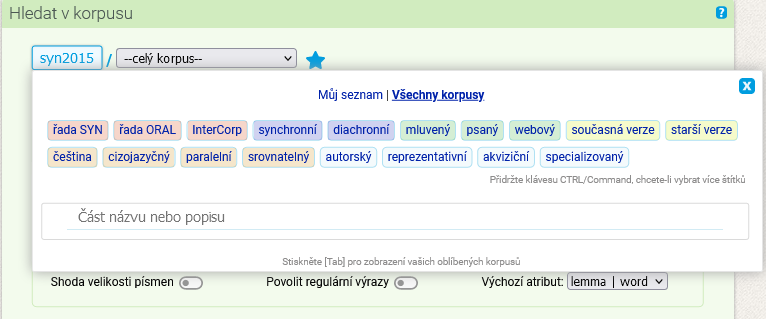 Hledat v korpusu ?
syn2015 / --celý korpus--
X
Můj seznam | Všechny korpusy
řada SYN řada ORAL InterCorp synchronní diachronní mluvený psaný webový současná verze starší verze
čeština cizojazyčný paralelní srovnatelný autorský reprezentativní akviziční specializovaný
Přidržte klávesu CTRL/Command, chcete-li vybrat více štítků
Část názvu nebo popisu
Stiskněte [Tab] pro zobrazení vašich oblíbených korpusů
Shoda velikosti písmen Povolit regulární výrazy Výchozí atribut: lemma | word